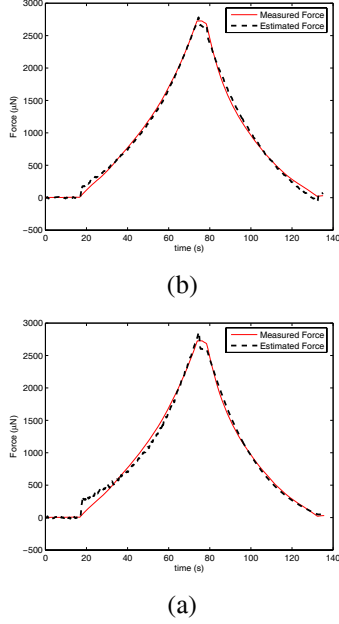 3000
2500
2000
1500
1000
500
0
−500
Force (μN)
Measured Force
Estimated Force
0 20 40 60 80 100 120 140
time (s)
(b)
3000
2500
2000
1500
1000
500
0
−500
Force (μN)
Measured Force
Estimated Force
0 20 40 60 80 100 120 140
time (s)
(a)